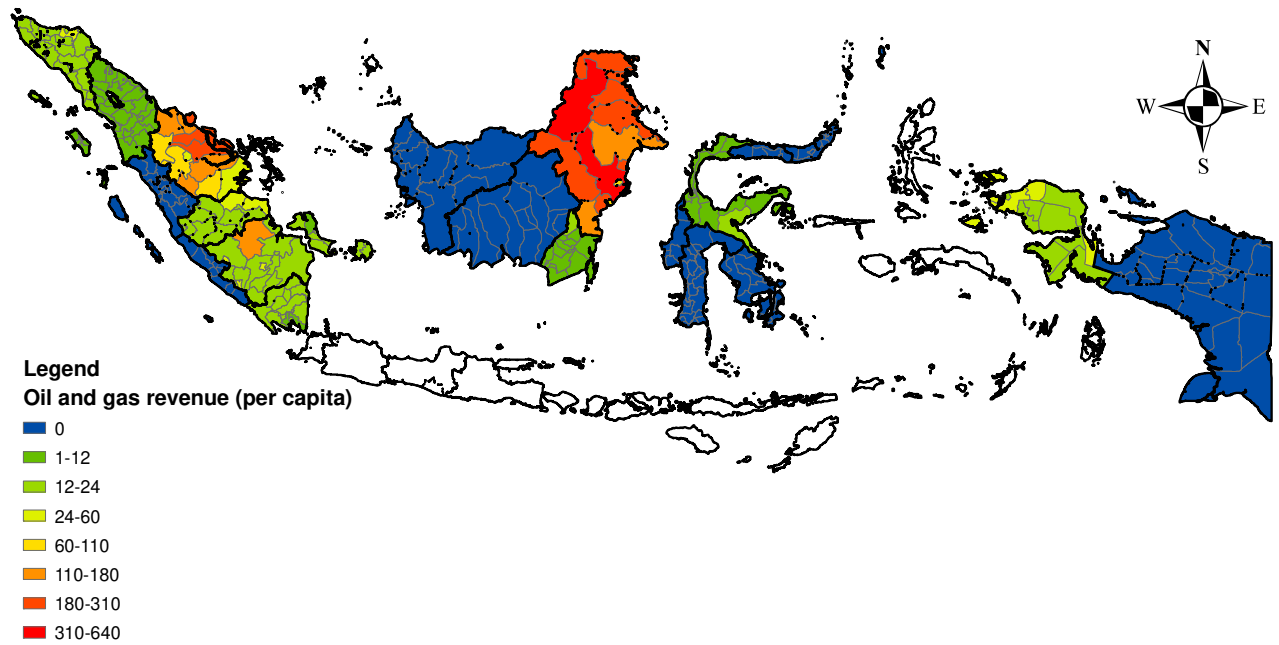 N
W E
S
Legend
Oil and gas revenue (per capita)
0
1-12
12-24
24-60
60-110
110-180
180-310
310-640